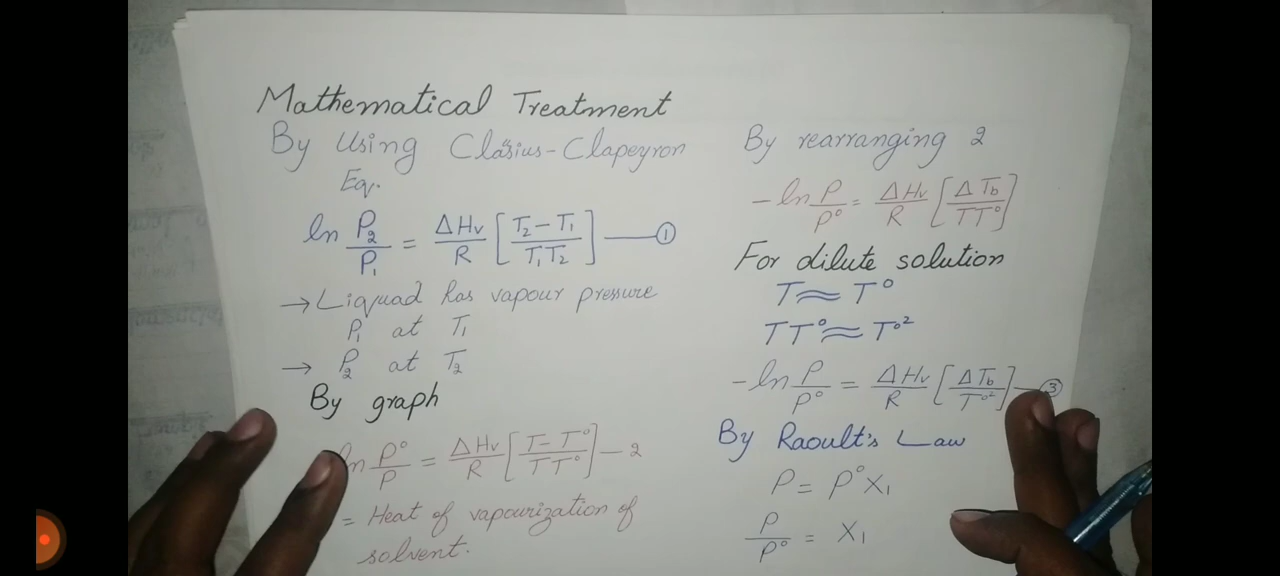 Mathematical Treatment
By Using Clasius-Clapeyron
Eq.
ln P₂/P₁ = ΔHv/R [T₂ - T₁/T₁T₂] —— ①
→ Liquad has vapour pressure
P₁ at T₁
→ P₂ at T₂
By graph
ln P°/P = ΔHv/R [T - T°/TT°] — 2
= Heat of vapourization of
solvent.
By rearranging 2
- ln P/P° = ΔHv/R [ΔTb/TT°]
For dilute solution
T ≈ T°
TT° ≈ T°²
- ln P/P° = ΔHv/R [ΔTb/T°²] — ③
By Raoult's Law
P = P°X₁
P/P° = X₁